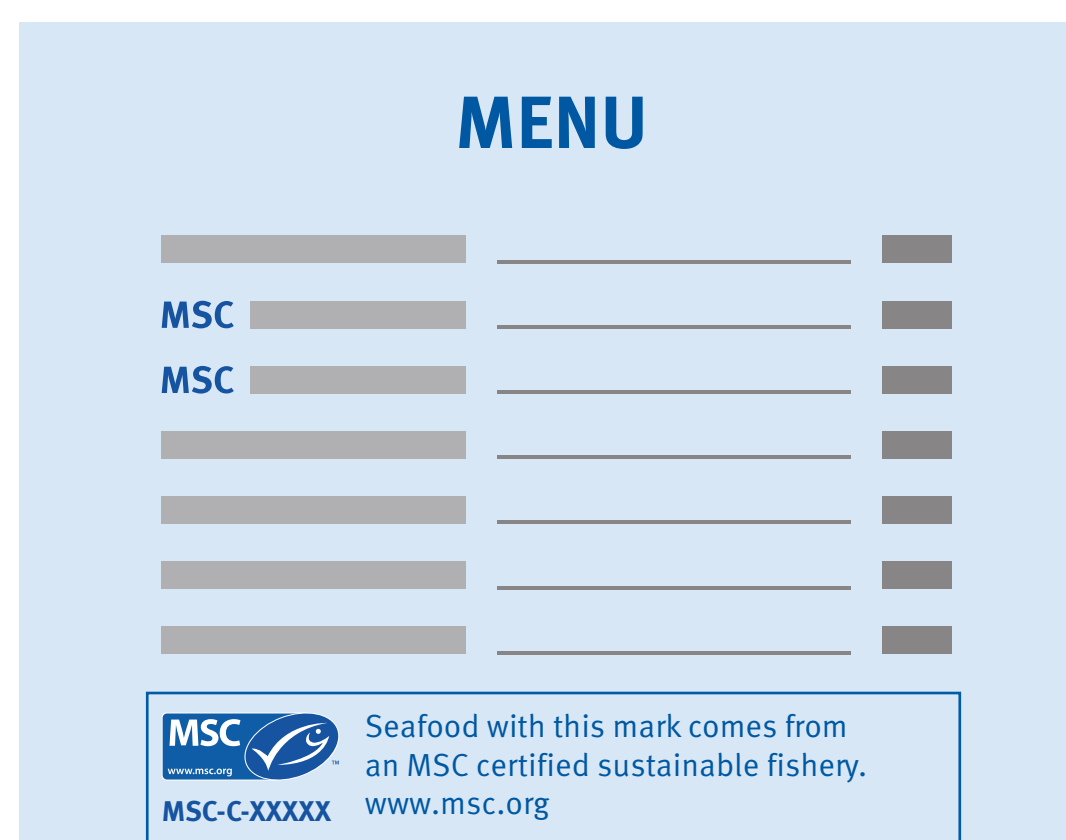 MENU
MSC
MSC
MSC
www.msc.org
TM
MSC-C-XXXXX
Seafood with this mark comes from
an MSC certified sustainable fishery.
www.msc.org